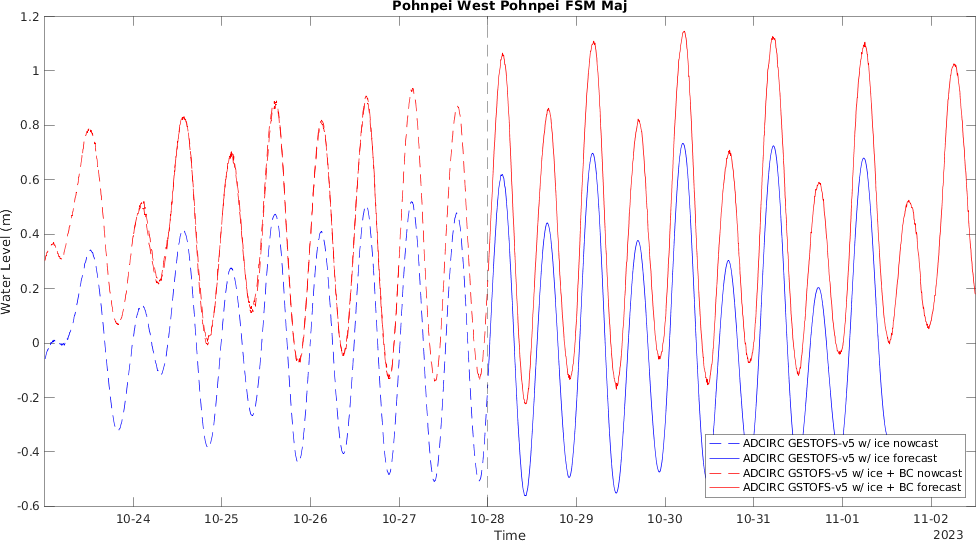 Pohnpei West Pohnpei FSM Maj
1.2
1
0.8
0.6
0.4
0.2
0
-0.2
-0.4
-0.6
Water Level (m)
10-24 10-25 10-26 10-27 10-28 10-29 10-30 10-31 11-01 11-02
Time
2023
ADCIRC GESTOFS-v5 w/ ice nowcast
ADCIRC GESTOFS-v5 w/ ice forecast
ADCIRC GSTOFS-v5 w/ ice + BC nowcast
ADCIRC GSTOFS-v5 w/ ice + BC forecast